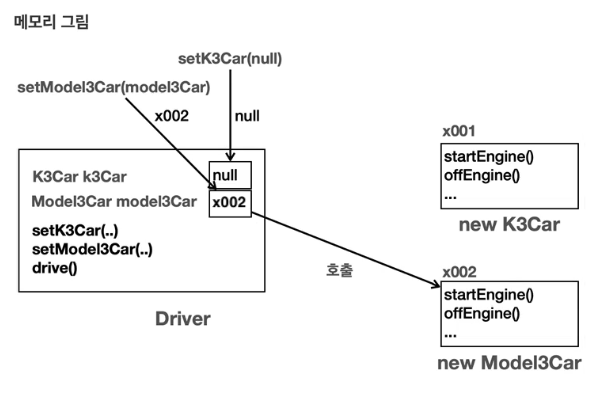 메모리 그림
setK3Car(null)
setModel3Car(model3Car)
x002
null
K3Car k3Car
null
Model3Car model3Car
x002
setK3Car(..)
setModel3Car(..)
drive()
Driver
호출
x001
startEngine()
offEngine()
...
new K3Car
x002
startEngine()
offEngine()
...
new Model3Car